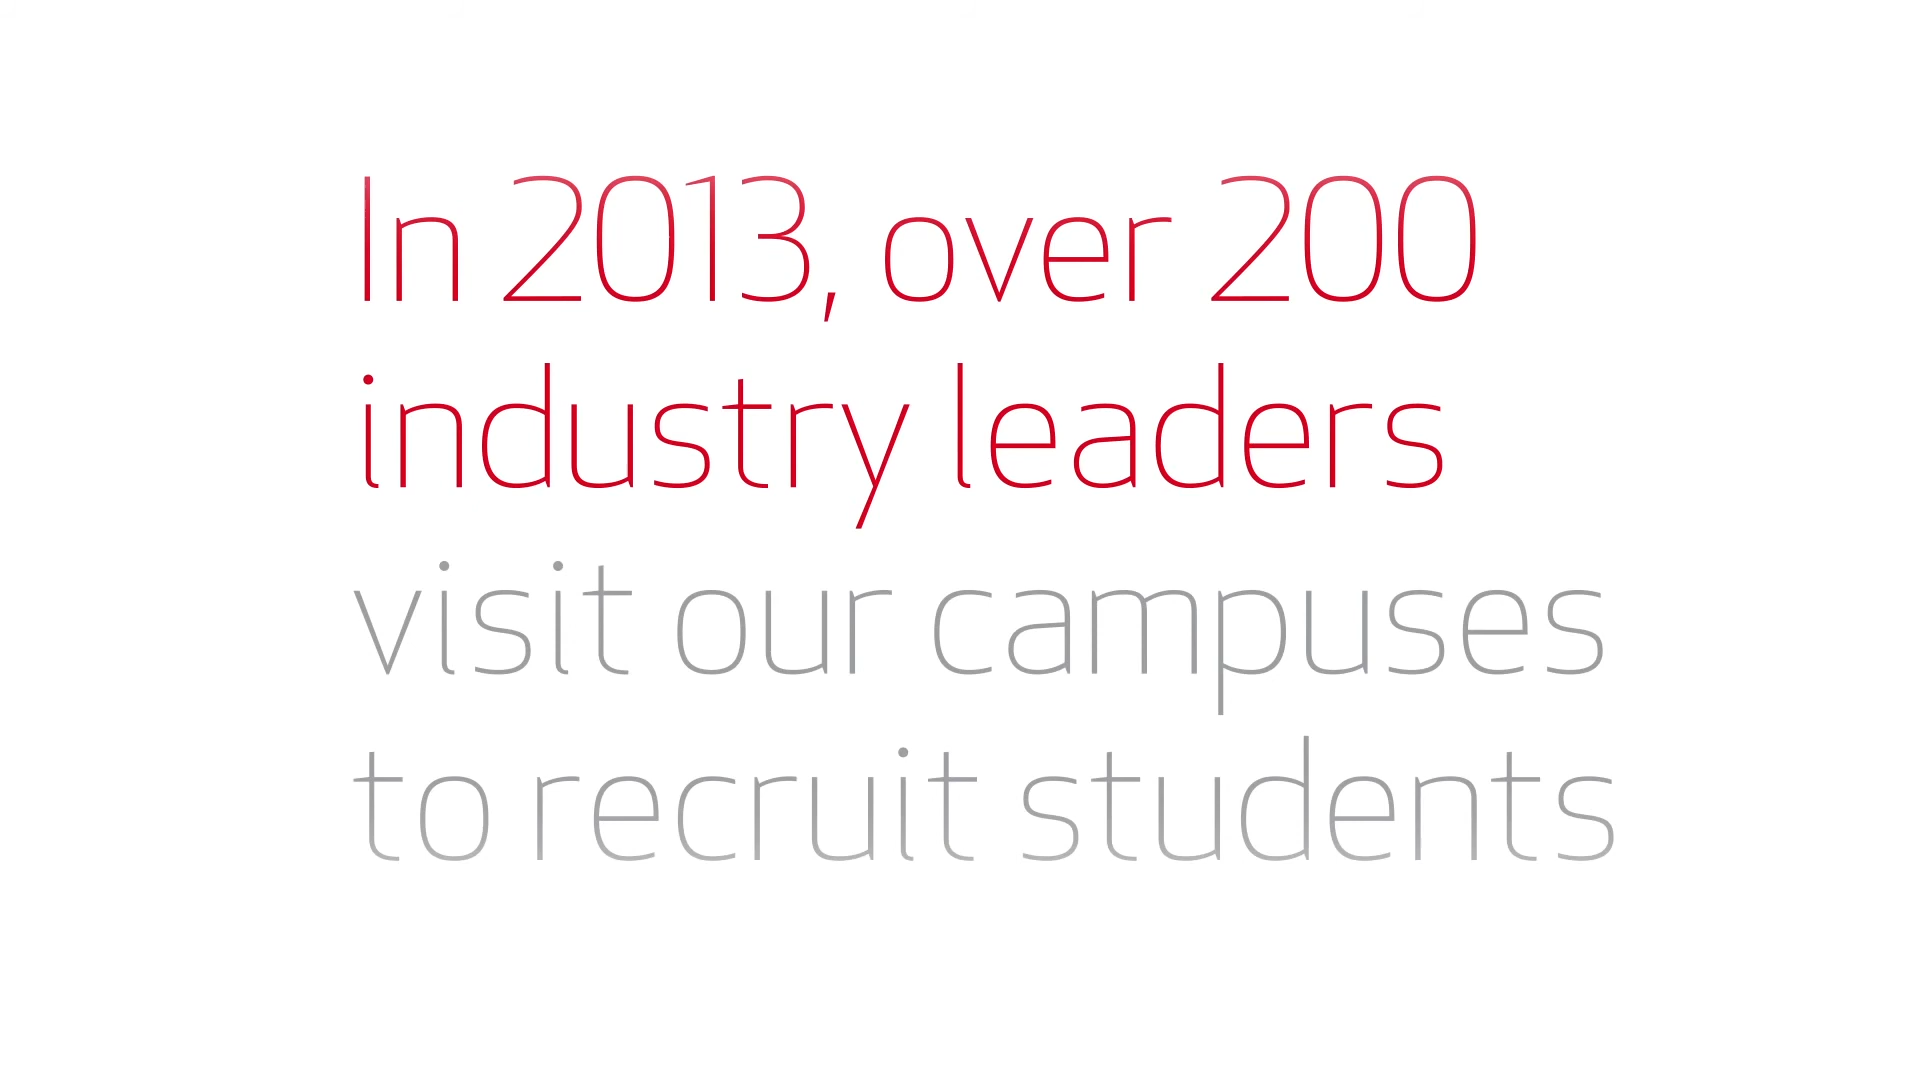 In 2013, over 200
industry leaders
visit our campuses
to recruit students